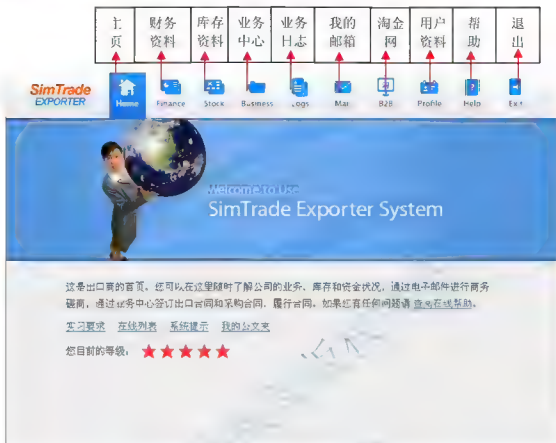 主页 财务资料 库存资料 业务中心 业务日志 我的邮箱 淘金网 用户资料 帮助 退出
SimTrade
EXPORTER
Home Finance Stock Business Logs Mail B2B Profile Help Exit
Welcome to Use
SimTrade Exporter System
这是出口商的首页。您可以在这里随时了解公司的业务、库存和资金状况，通过电子邮件进行商务
磋商，通过业务中心签订出口合同和采购合同、履行合同。如果您有任何问题请 查阅在线帮助。
实习要求 在线列表 系统提示 我的公文夹
您目前的等级：